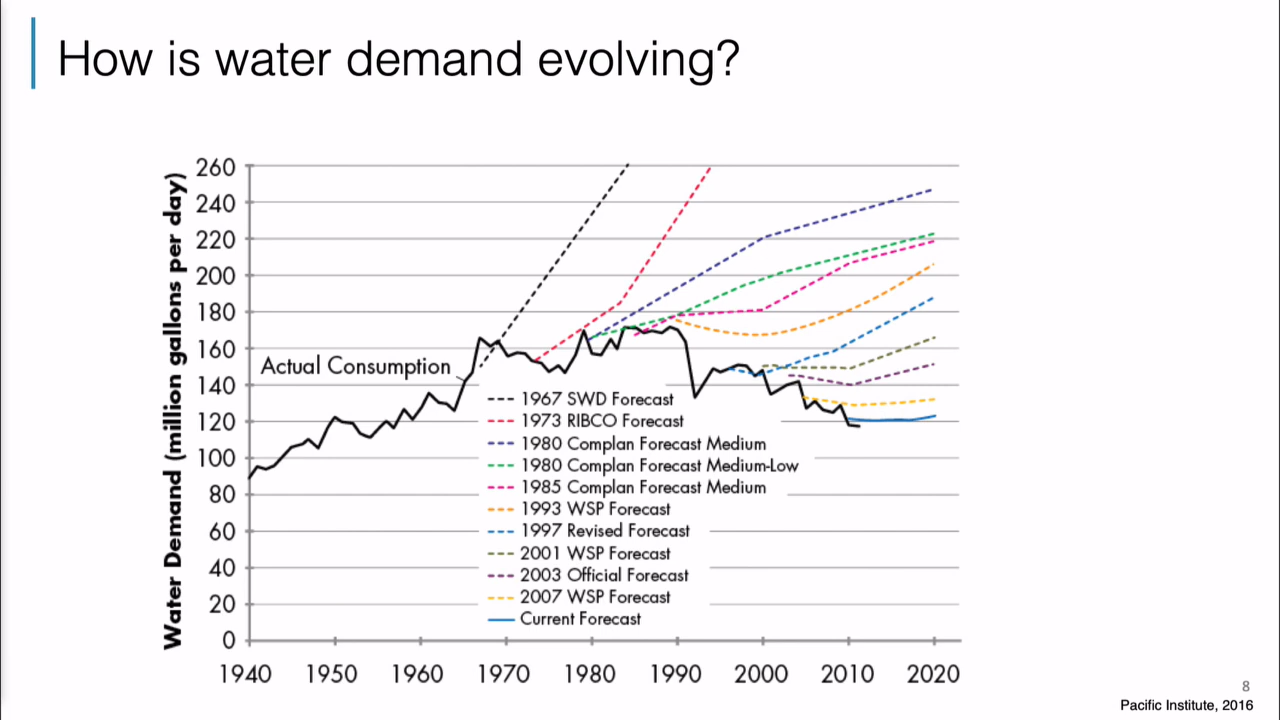 How is water demand evolving?
Water Demand (million gallons per day)
260
240
220
200
180
160
140
120
100
80
60
40
20
0
Actual Consumption
1967 SWD Forecast
1973 RIBCO Forecast
1980 Complan Forecast Medium
1980 Complan Forecast Medium-Low
1985 Complan Forecast Medium
1993 WSP Forecast
1997 Revised Forecast
2001 WSP Forecast
2003 Official Forecast
2007 WSP Forecast
Current Forecast
1940 1950 1960 1970 1980 1990 2000 2010 2020
8
Pacific Institute, 2016